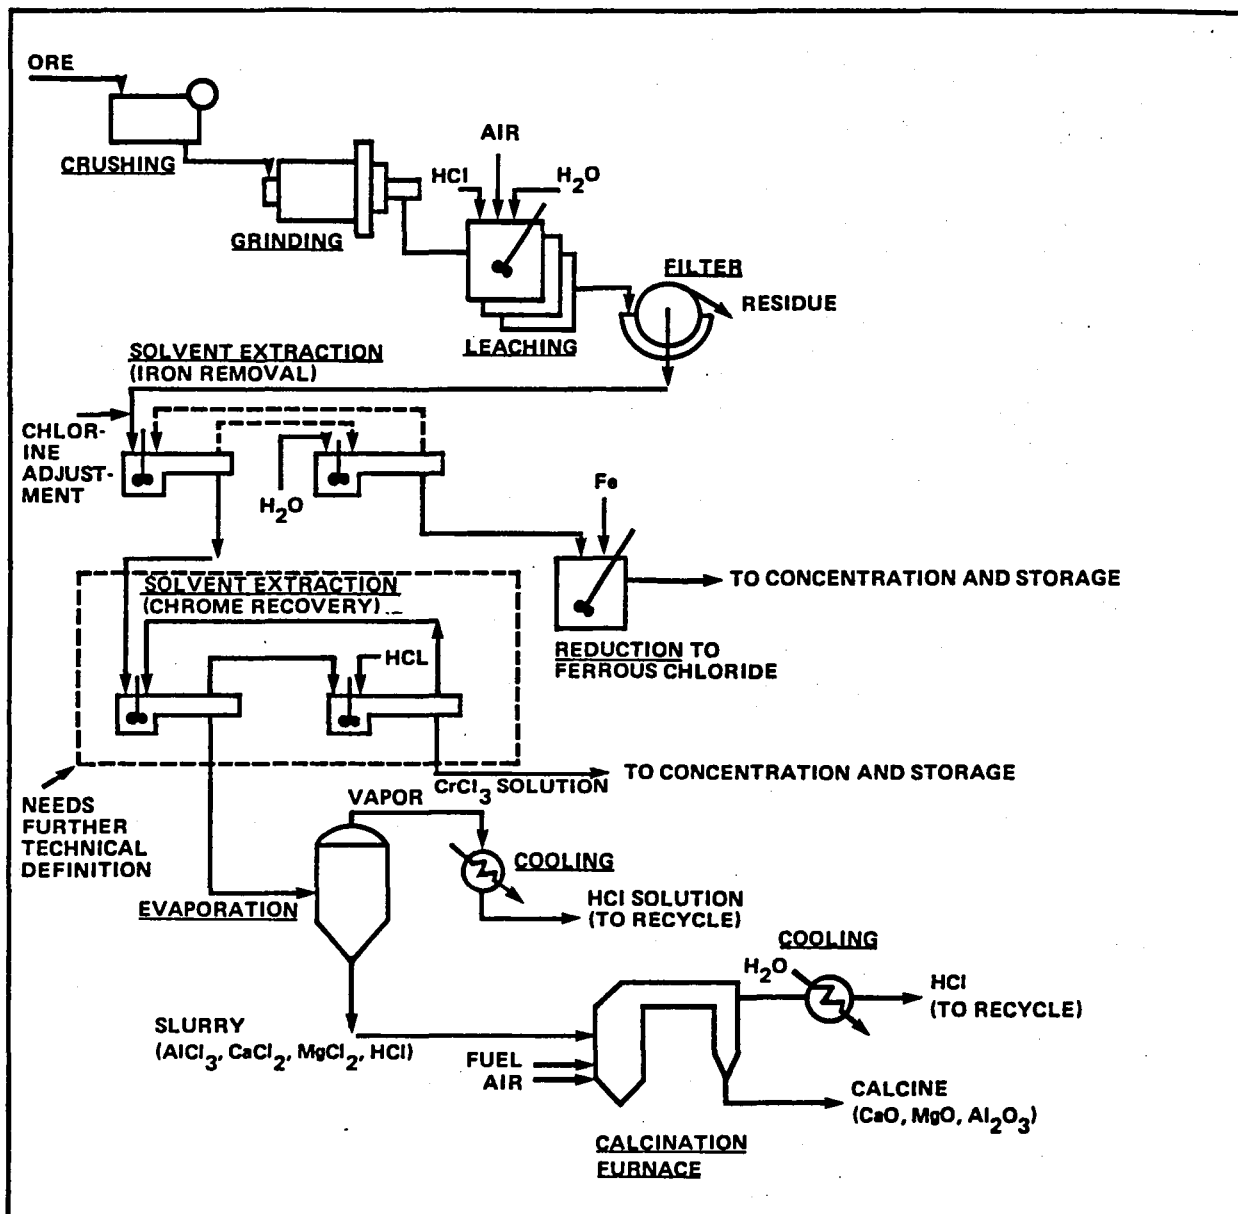 ORE
CRUSHING
GRINDING
AIR
HCl
H2O
LEACHING
FILTER
RESIDUE
SOLVENT EXTRACTION
(IRON REMOVAL)
CHLOR-
INE
ADJUST-
MENT
H2O
Fe
TO CONCENTRATION AND STORAGE
REDUCTION TO
FERROUS CHLORIDE
SOLVENT EXTRACTION
(CHROME RECOVERY)
HCL
NEEDS
FURTHER
TECHNICAL
DEFINITION
CrCl3 SOLUTION
TO CONCENTRATION AND STORAGE
VAPOR
COOLING
HCl SOLUTION
(TO RECYCLE)
EVAPORATION
COOLING
H2O
HCl
(TO RECYCLE)
SLURRY
(AlCl3, CaCl2, MgCl2, HCl)
FUEL
AIR
CALCINE
(CaO, MgO, Al2O3)
CALCINATION
FURNACE